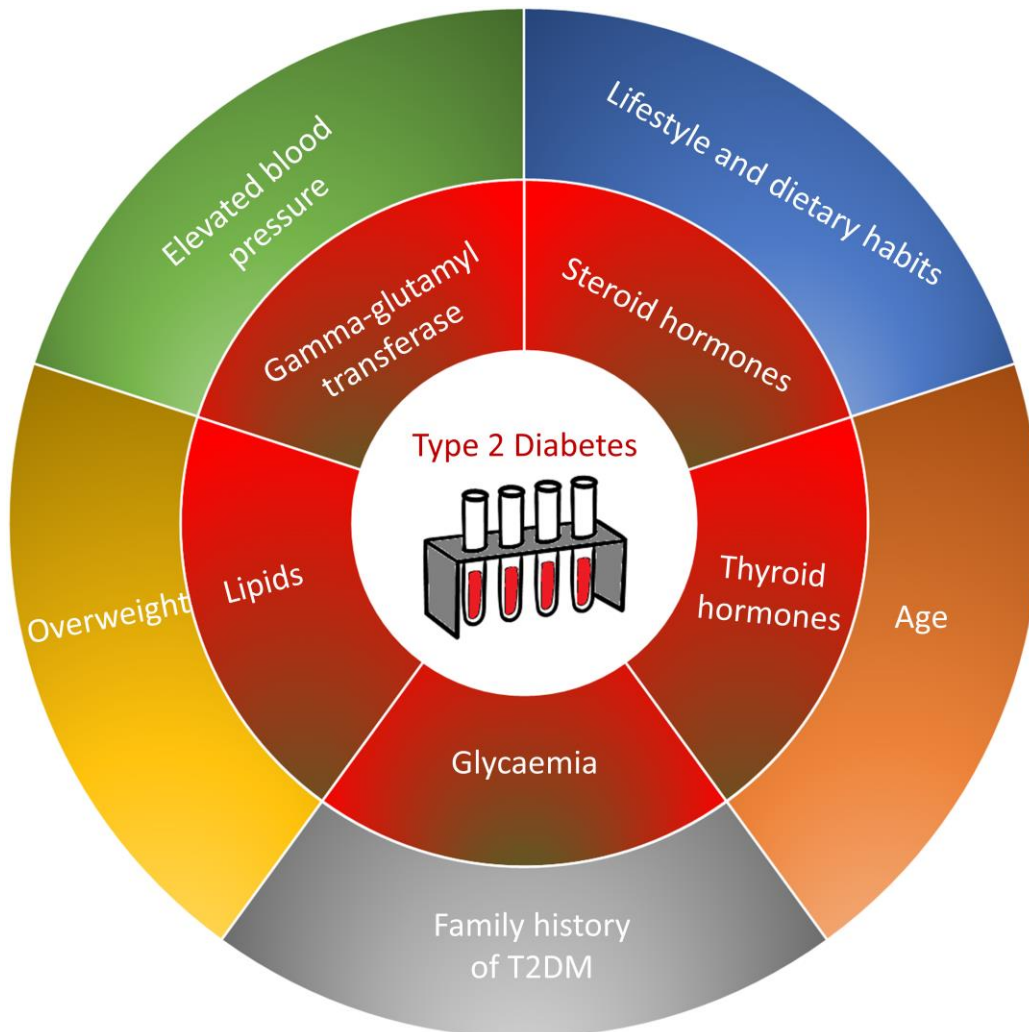 Elevated blood
pressure
Lifestyle and dietary habits
Gamma-glutamyl
transferase
Steroid hormones
Type 2 Diabetes
Overweight
Lipids
Thyroid
hormones
Age
Glycaemia
Family history
of T2DM